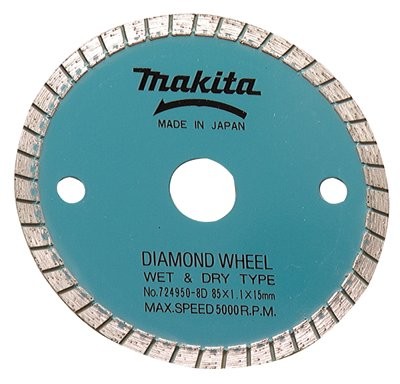 makita
MADE IN JAPAN
DIAMOND WHEEL
WET & DRY TYPE
No.724950-8D 85×1.1×15mm
MAX.SPEED 5000R.P.M.